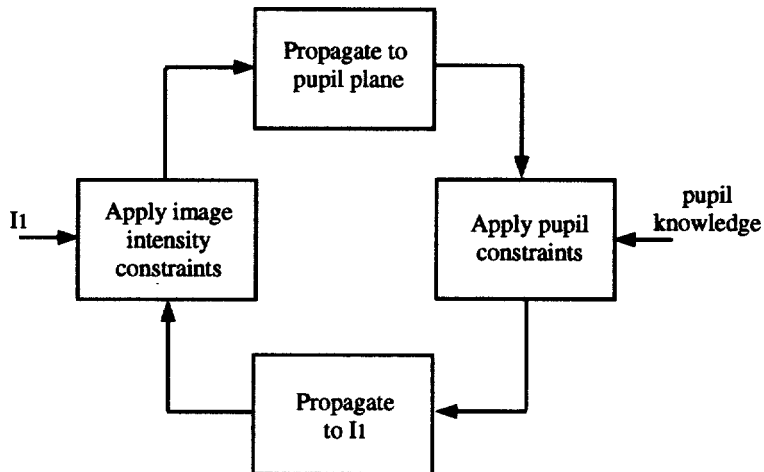 Propagate to
pupil plane
I1
Apply image
intensity
constraints
Apply pupil
constraints
pupil
knowledge
Propagate
to I1